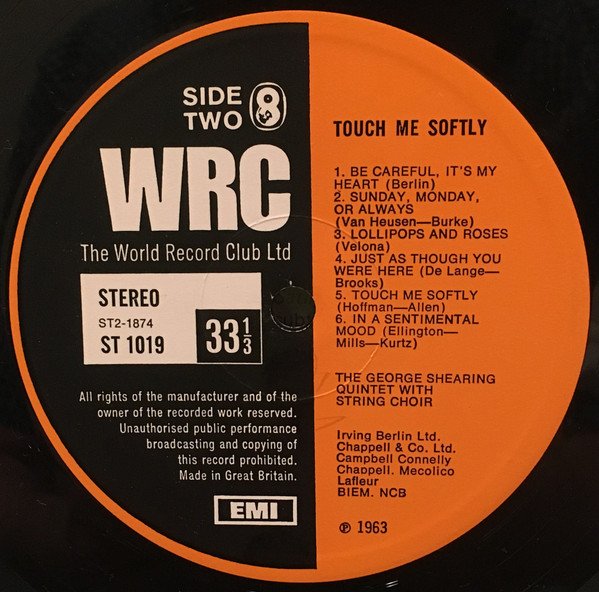 SIDE
TWO
WRC
The World Record Club Ltd
STEREO
ST2-1874
ST 1019
33 1/3
All rights of the manufacturer and of the
owner of the recorded work reserved.
Unauthorised public performance
broadcasting and copying of
this record prohibited.
Made in Great Britain.
EMI
TOUCH ME SOFTLY
1. BE CAREFUL, IT'S MY
HEART (Berlin)
2. SUNDAY, MONDAY,
OR ALWAYS
(Van Heusen—Burke)
3. LOLLIPOPS AND ROSES
(Velona)
4. JUST AS THOUGH YOU
WERE HERE (De Lange—
Brooks)
5. TOUCH ME SOFTLY
(Hoffman—Allen)
6. IN A SENTIMENTAL
MOOD (Ellington—
Mills—Kurtz)
THE GEORGE SHEARING
QUINTET WITH
STRING CHOIR
Irving Berlin Ltd.
Chappell & Co. Ltd.
Campbell Connelly
Chappell. Mecolico
Lafleur
BIEM. NCB
℗ 1963